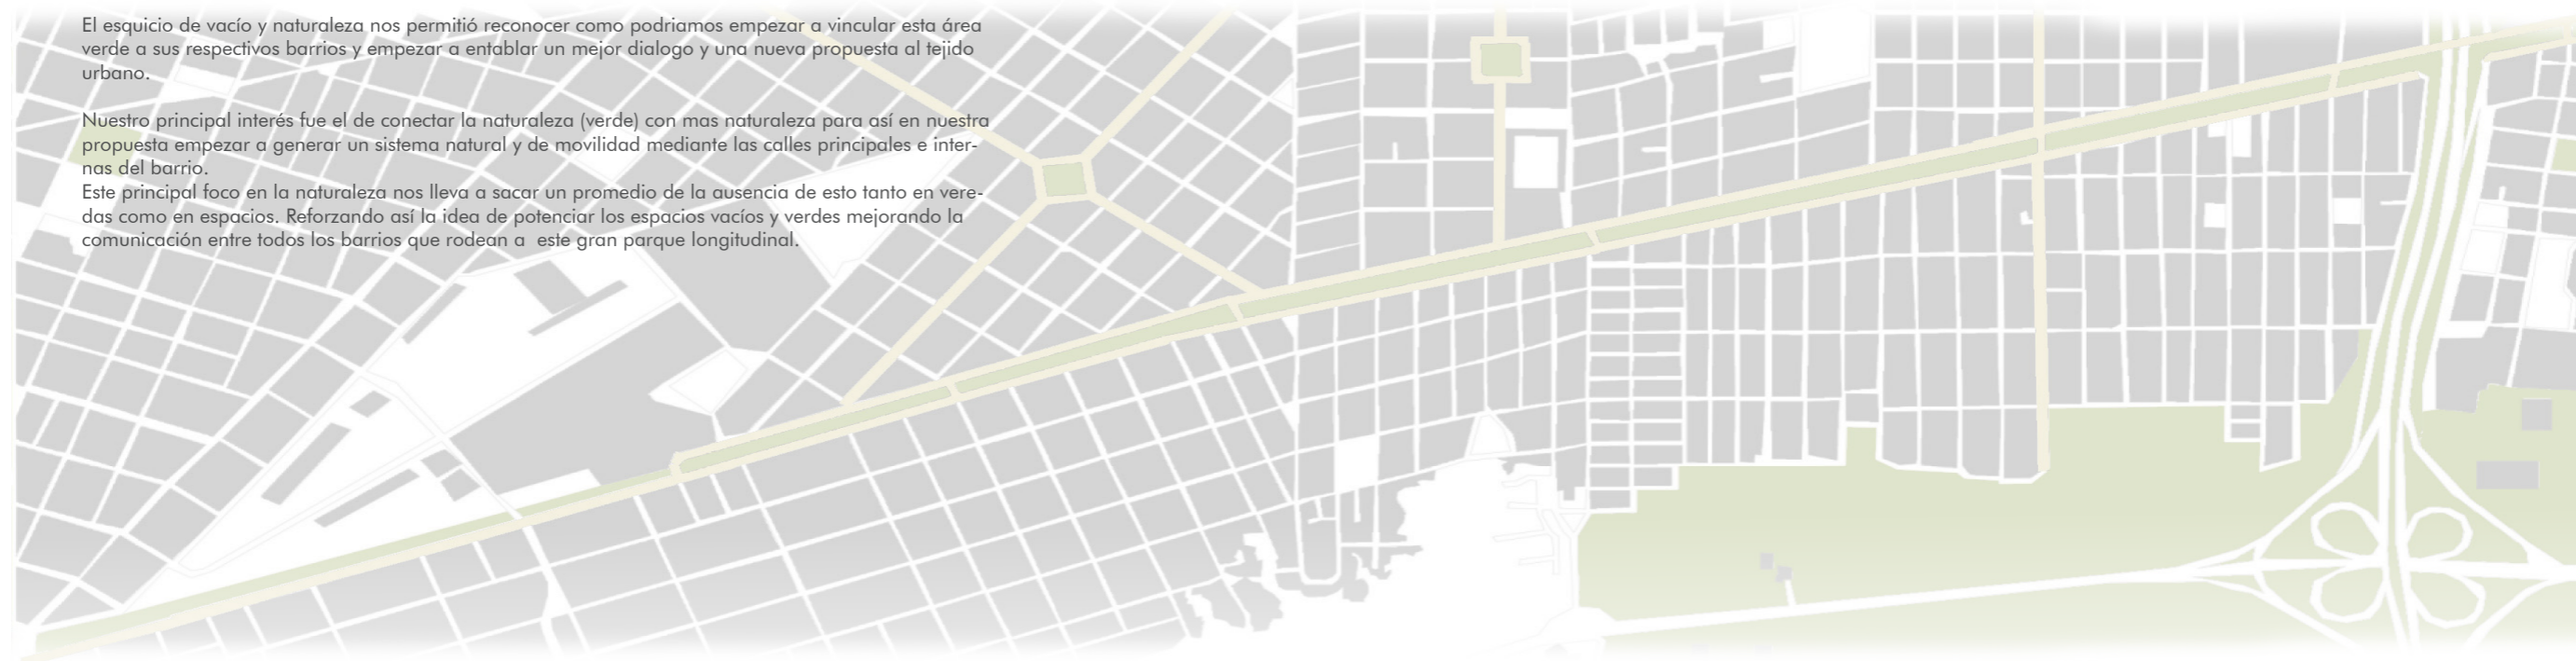 El esquicio de vacío y naturaleza nos permitió reconocer como podriamos empezar a vincular esta área
verde a sus respectivos barrios y empezar a entablar un mejor dialogo y una nueva propuesta al tejido
urbano.
Nuestro principal interés fue el de conectar la naturaleza (verde) con mas naturaleza para así en nuestra
propuesta empezar a generar un sistema natural y de movilidad mediante las calles principales e inter-
nas del barrio.
Este principal foco en la naturaleza nos lleva a sacar un promedio de la ausencia de esto tanto en vere-
das como en espacios. Reforzando así la idea de potenciar los espacios vacíos y verdes mejorando la
comunicación entre todos los barrios que rodean a este gran parque longitudinal.